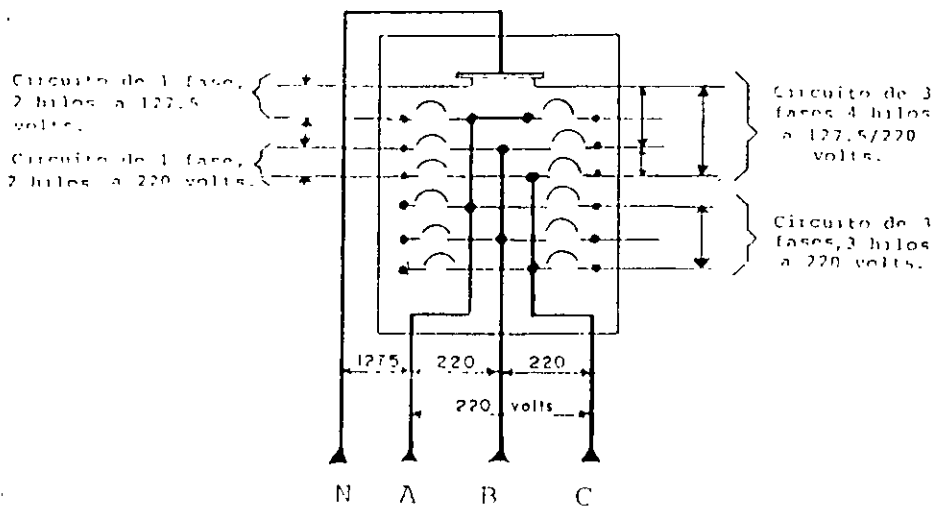 Circuito de 1 fase,
2 hilos a 127.5
volts.
Circuito de 1 fase,
2 hilos a 220 volts.
Circuito de 3
fases 4 hilos
a 127.5/220
volts.
Circuito de 3
fases, 3 hilos
a 220 volts.
1275 220 220
220 volts
N A B C